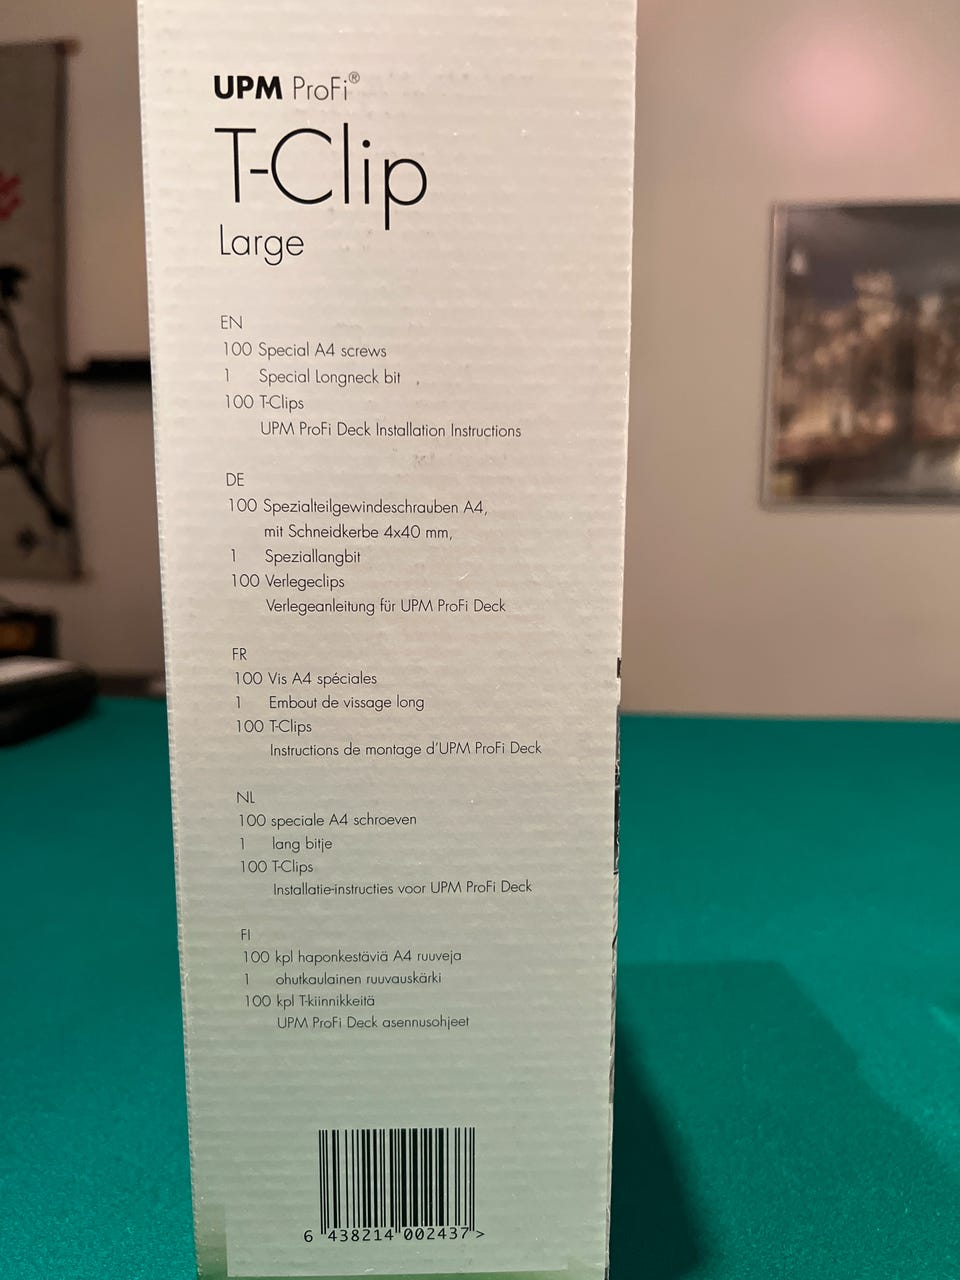 UPM ProFi®
T-Clip
Large
EN
100 Special A4 screws
1 Special Longneck bit
100 T-Clips
UPM ProFi Deck Installation Instructions
DE
100 Spezialteilgewindeschrauben A4,
mit Schneidkerbe 4x40 mm,
1 Speziallangbit
100 Verlegeclips
Verlegeanleitung für UPM ProFi Deck
FR
100 Vis A4 spéciales
1 Embout de vissage long
100 T-Clips
Instructions de montage d'UPM ProFi Deck
NL
100 speciale A4 schroeven
1 lang bitje
100 T-Clips
Installatie-instructies voor UPM ProFi Deck
FI
100 kpl haponkestäviä A4 ruuveja
1 ohutkaulainen ruuvauskärki
100 kpl T-kiinnikkeitä
UPM ProFi Deck asennusohjeet
6 438214 002437 >